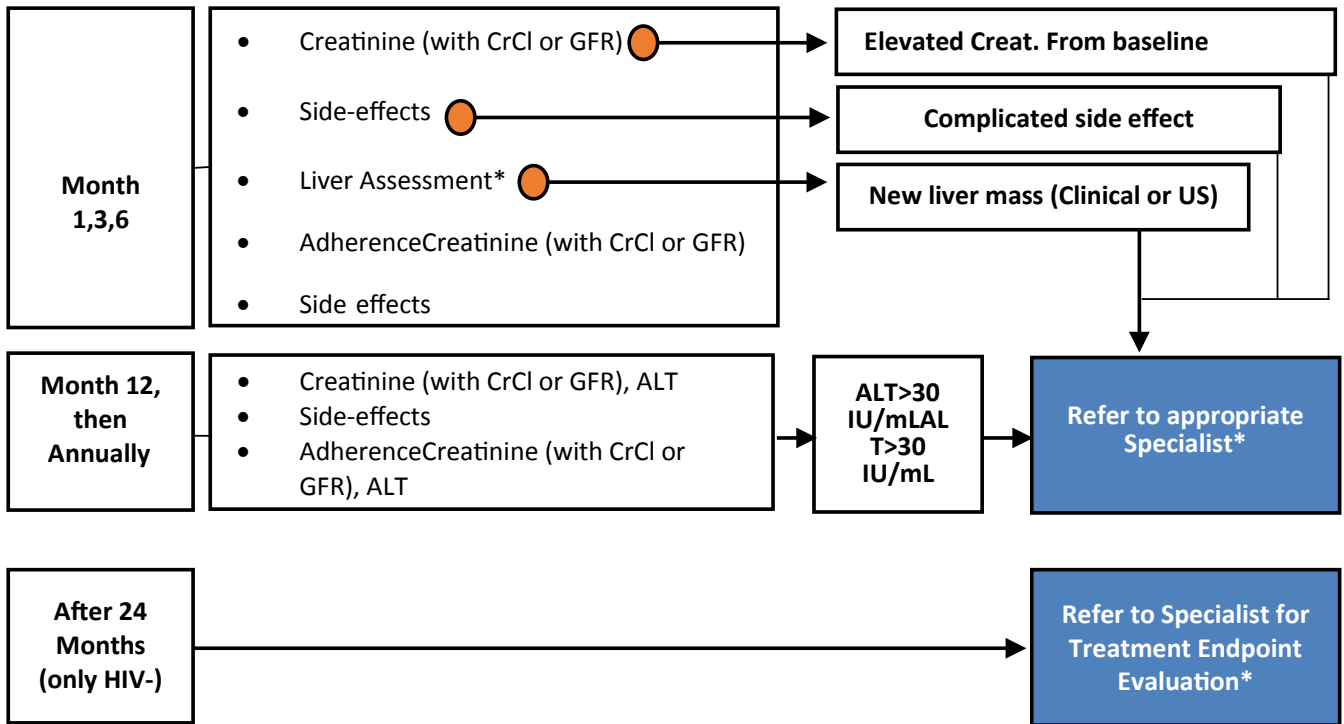 Month
1,3,6
• Creatinine (with CrCl or GFR)
• Side-effects
• Liver Assessment*
• AdherenceCreatinine (with CrCl or GFR)
• Side effects
Elevated Creat. From baseline
Complicated side effect
New liver mass (Clinical or US)
Month 12,
then
Annually
• Creatinine (with CrCl or GFR), ALT
• Side-effects
• AdherenceCreatinine (with CrCl or
GFR), ALT
ALT>30
IU/mLAL
T>30
IU/mL
Refer to appropriate
Specialist*
After 24
Months
(only HIV-)
Refer to Specialist for
Treatment Endpoint
Evaluation*